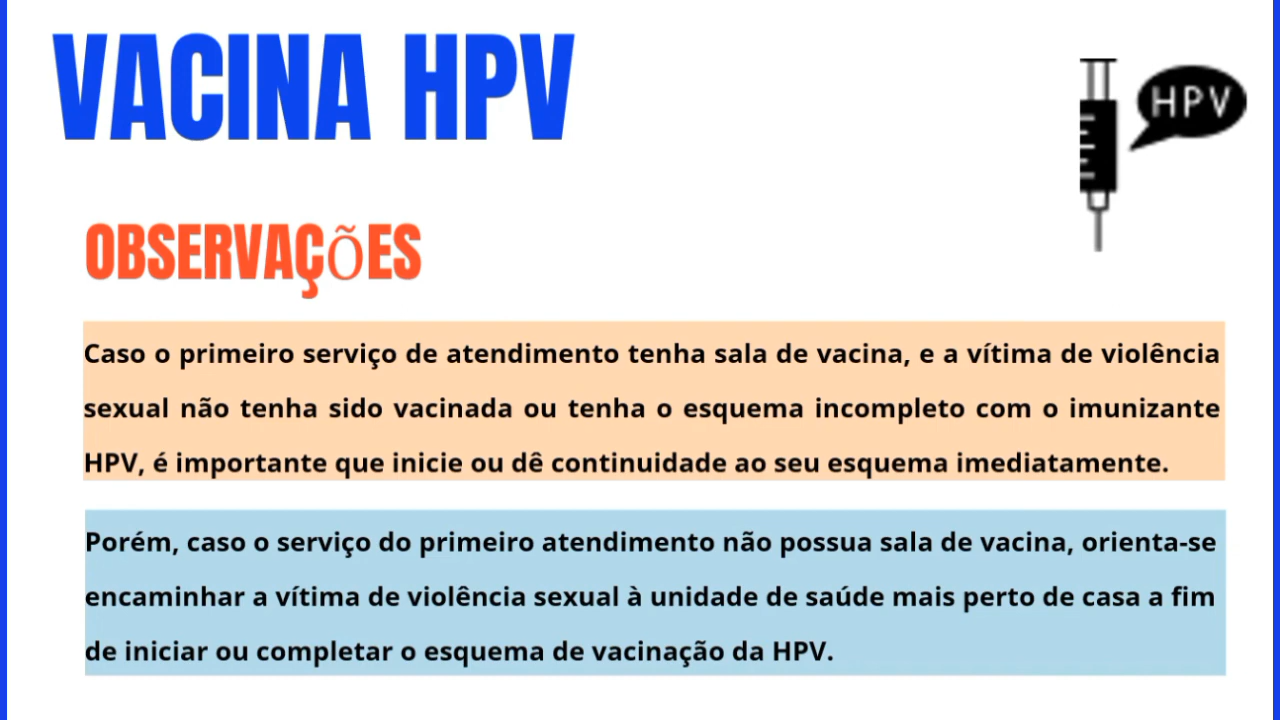 VACINA HPV
HPV
OBSERVAÇÕES
Caso o primeiro serviço de atendimento tenha sala de vacina, e a vítima de violência
sexual não tenha sido vacinada ou tenha o esquema incompleto com o imunizante
HPV, é importante que inicie ou dê continuidade ao seu esquema imediatamente.
Porém, caso o serviço do primeiro atendimento não possua sala de vacina, orienta-se
encaminhar a vítima de violência sexual à unidade de saúde mais perto de casa a fim
de iniciar ou completar o esquema de vacinação da HPV.